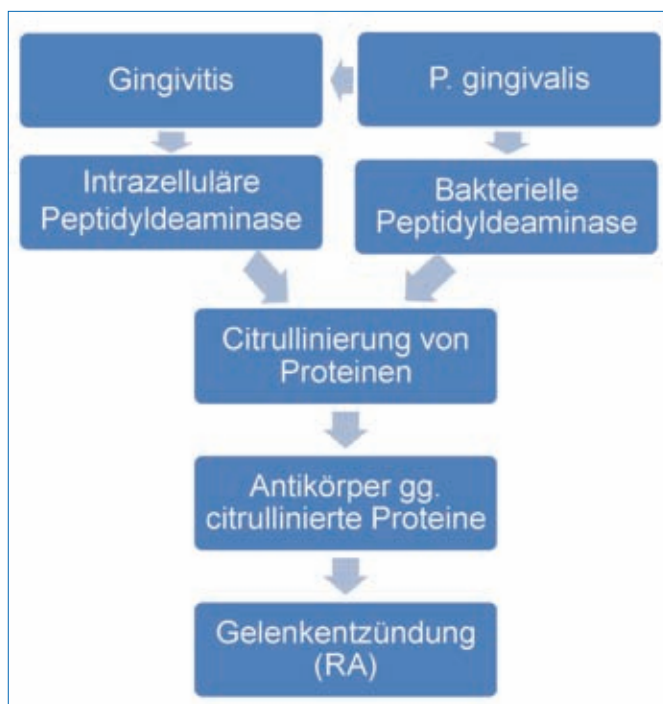 Gingivitis
P. gingivalis
Intrazelluläre
Peptidyldeaminase
Bakterielle
Peptidyldeaminase
Citrullinierung von
Proteinen
Antikörper gg.
citrullinierte Proteine
Gelenkentzündung
(RA)